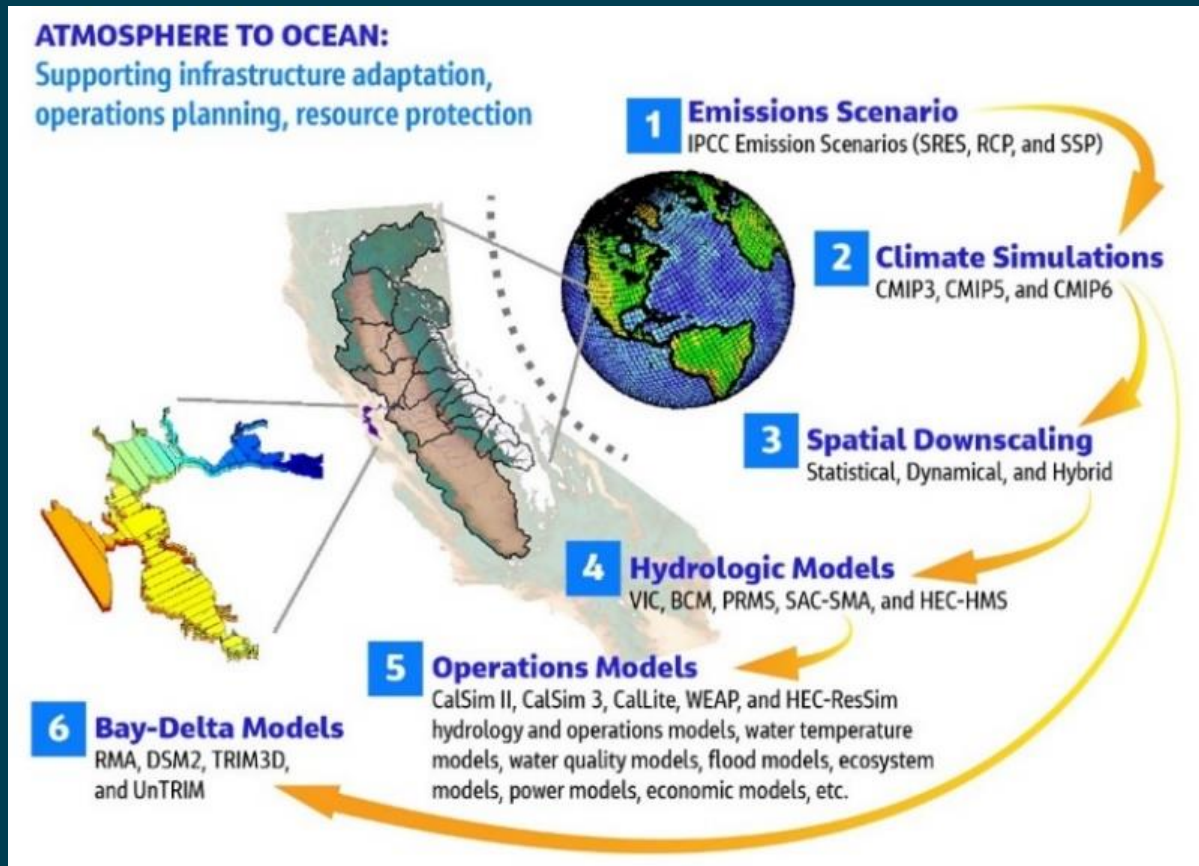 ATMOSPHERE TO OCEAN:
Supporting infrastructure adaptation,
operations planning, resource protection
1 Emissions Scenario
IPCC Emission Scenarios (SRES, RCP, and SSP)
2 Climate Simulations
CMIP3, CMIP5, and CMIP6
3 Spatial Downscaling
Statistical, Dynamical, and Hybrid
4 Hydrologic Models
VIC, BCM, PRMS, SAC-SMA, and HEC-HMS
5 Operations Models
CalSim II, CalSim 3, CalLite, WEAP, and HEC-ResSim
hydrology and operations models, water temperature
models, water quality models, flood models, ecosystem
models, power models, economic models, etc.
6 Bay-Delta Models
RMA, DSM2, TRIM3D,
and UnTRIM